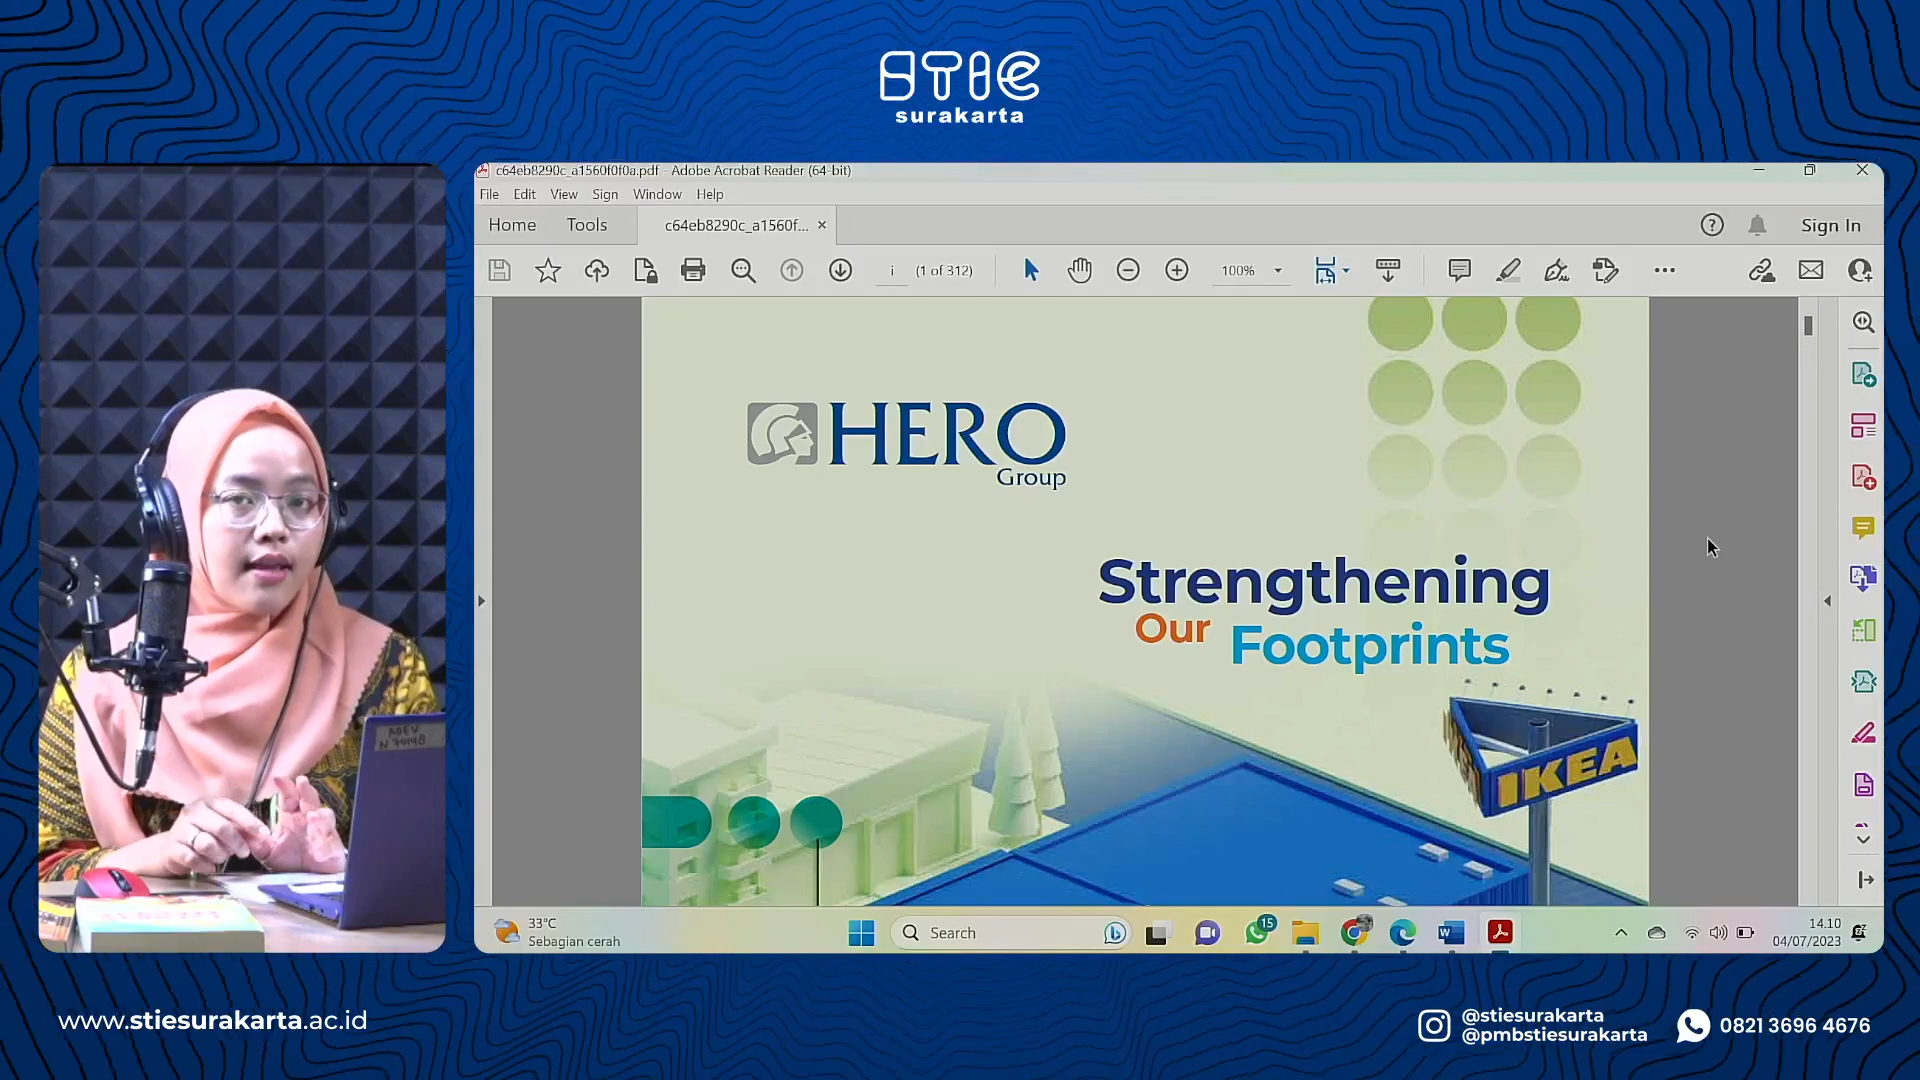 STIE
surakarta
c64eb8290c_a1560f0f0a.pdf - Adobe Acrobat Reader (64-bit)
File Edit View Sign Window Help
Home Tools c64eb8290c_a1560f... × Sign In
i (1 of 312) 100%
HERO
Group
Strengthening
Our Footprints
IKEA
ADEV
33°C
Sebagian cerah
Search
15
14.10
04/07/2023
www.stiesurakarta.ac.id
@stiesurakarta
@pmbstiesurakarta
0821 3696 4676